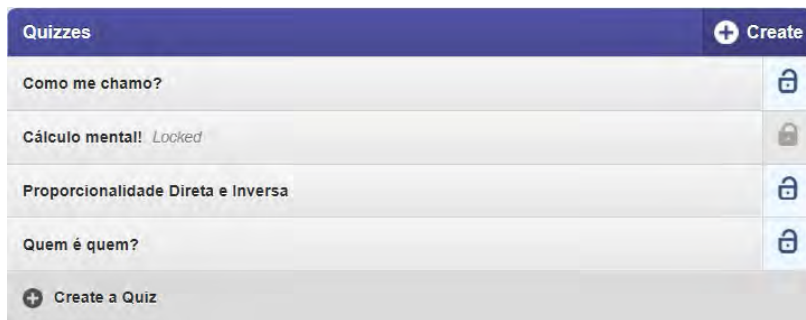 Quizzes Create
Como me chamo?
Cálculo mental! Locked
Proporcionalidade Direta e Inversa
Quem é quem?
Create a Quiz